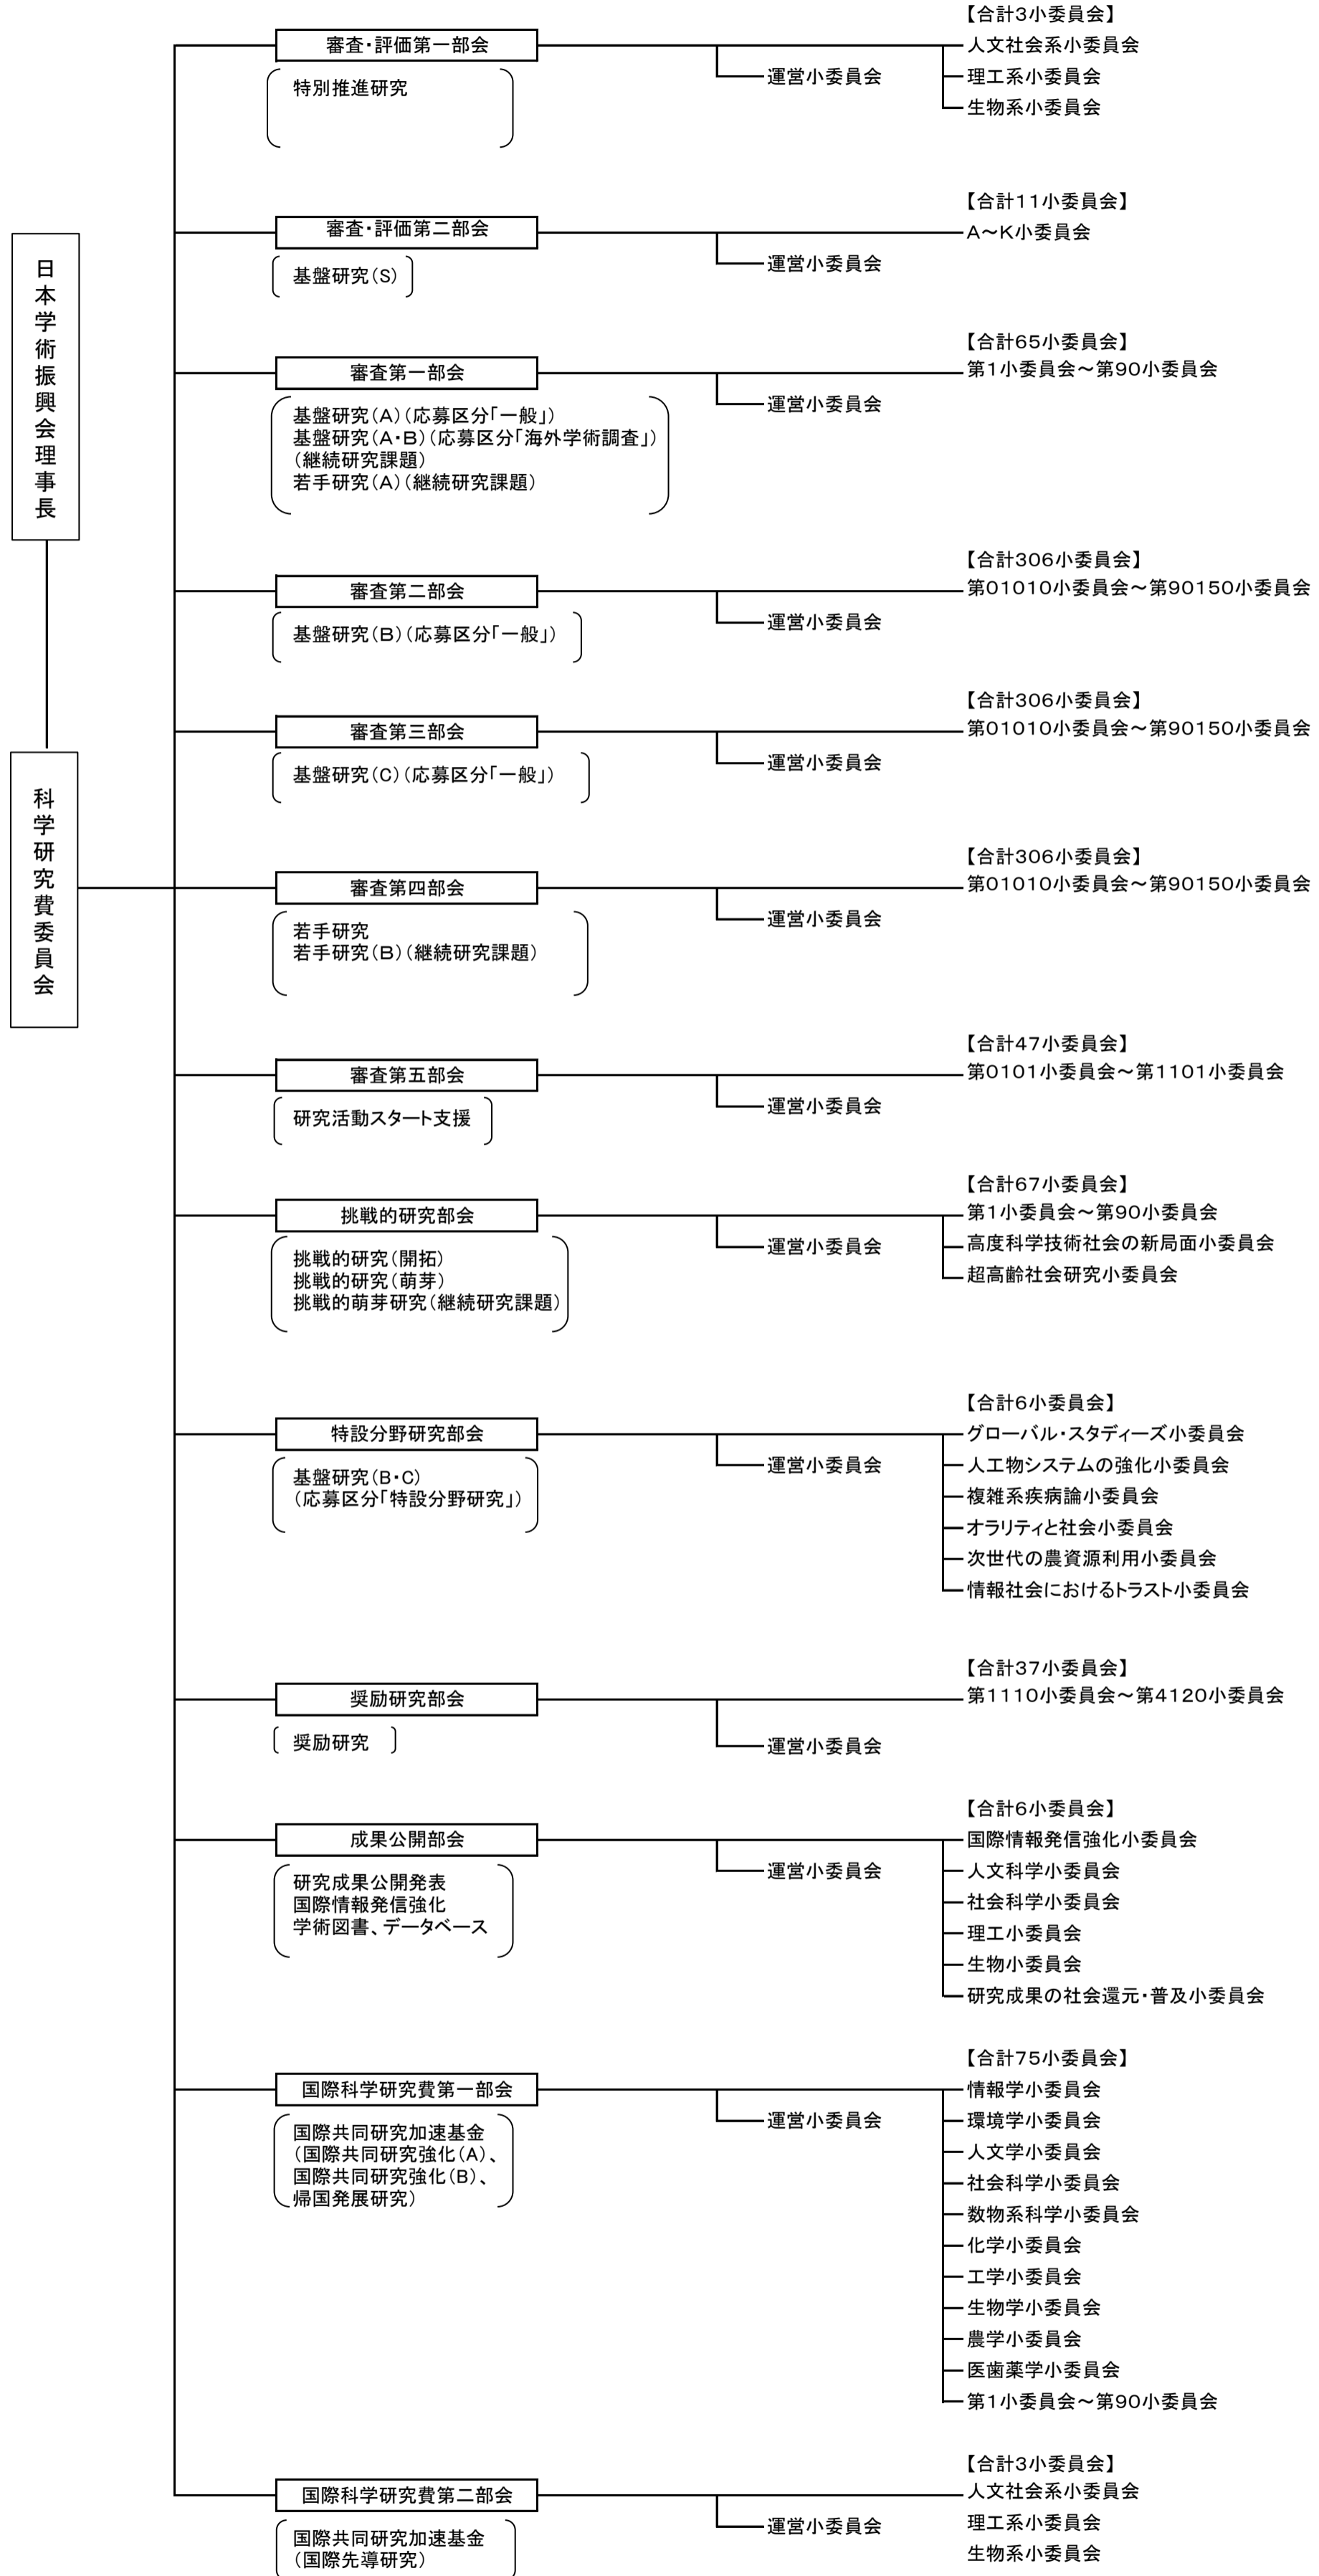 日本学術振興会理事長
科学研究費委員会
【合計3小委員会】
審査・評価第一部会
人文社会系小委員会
運営小委員会
理工系小委員会
特別推進研究
生物系小委員会
【合計11小委員会】
審査・評価第二部会
A～K小委員会
運営小委員会
基盤研究(S)
【合計65小委員会】
審査第一部会
第1小委員会～第90小委員会
運営小委員会
基盤研究(A)(応募区分「一般」)
基盤研究(A・B)(応募区分「海外学術調査」)
(継続研究課題)
若手研究(A)(継続研究課題)
【合計306小委員会】
審査第二部会
第01010小委員会～第90150小委員会
運営小委員会
基盤研究(B)(応募区分「一般」)
【合計306小委員会】
審査第三部会
第01010小委員会～第90150小委員会
運営小委員会
基盤研究(C)(応募区分「一般」)
【合計306小委員会】
審査第四部会
第01010小委員会～第90150小委員会
運営小委員会
若手研究
若手研究(B)(継続研究課題)
【合計47小委員会】
審査第五部会
第0101小委員会～第1101小委員会
運営小委員会
研究活動スタート支援
【合計67小委員会】
挑戦的研究部会
第1小委員会～第90小委員会
運営小委員会
高度科学技術社会の新局面小委員会
挑戦的研究(開拓)
超高齢社会研究小委員会
挑戦的研究(萌芽)
挑戦的萌芽研究(継続研究課題)
【合計6小委員会】
特設分野研究部会
グローバル・スタディーズ小委員会
運営小委員会
人工物システムの強化小委員会
基盤研究(B・C)
(応募区分「特設分野研究」)
複雑系疾病論小委員会
オラリティと社会小委員会
次世代の農資源利用小委員会
情報社会におけるトラスト小委員会
【合計37小委員会】
奨励研究部会
第1110小委員会～第4120小委員会
奨励研究
運営小委員会
【合計6小委員会】
成果公開部会
国際情報発信強化小委員会
運営小委員会
人文科学小委員会
研究成果公開発表
国際情報発信強化
学術図書、データベース
社会科学小委員会
理工小委員会
生物小委員会
研究成果の社会還元・普及小委員会
【合計75小委員会】
国際科学研究費第一部会
情報学小委員会
運営小委員会
環境学小委員会
国際共同研究加速基金
(国際共同研究強化(A)、
国際共同研究強化(B)、
帰国発展研究)
人文学小委員会
社会科学小委員会
数物系科学小委員会
化学小委員会
工学小委員会
生物学小委員会
農学小委員会
医歯薬学小委員会
第1小委員会～第90小委員会
【合計3小委員会】
国際科学研究費第二部会
人文社会系小委員会
運営小委員会
理工系小委員会
国際共同研究加速基金
(国際先導研究)
生物系小委員会